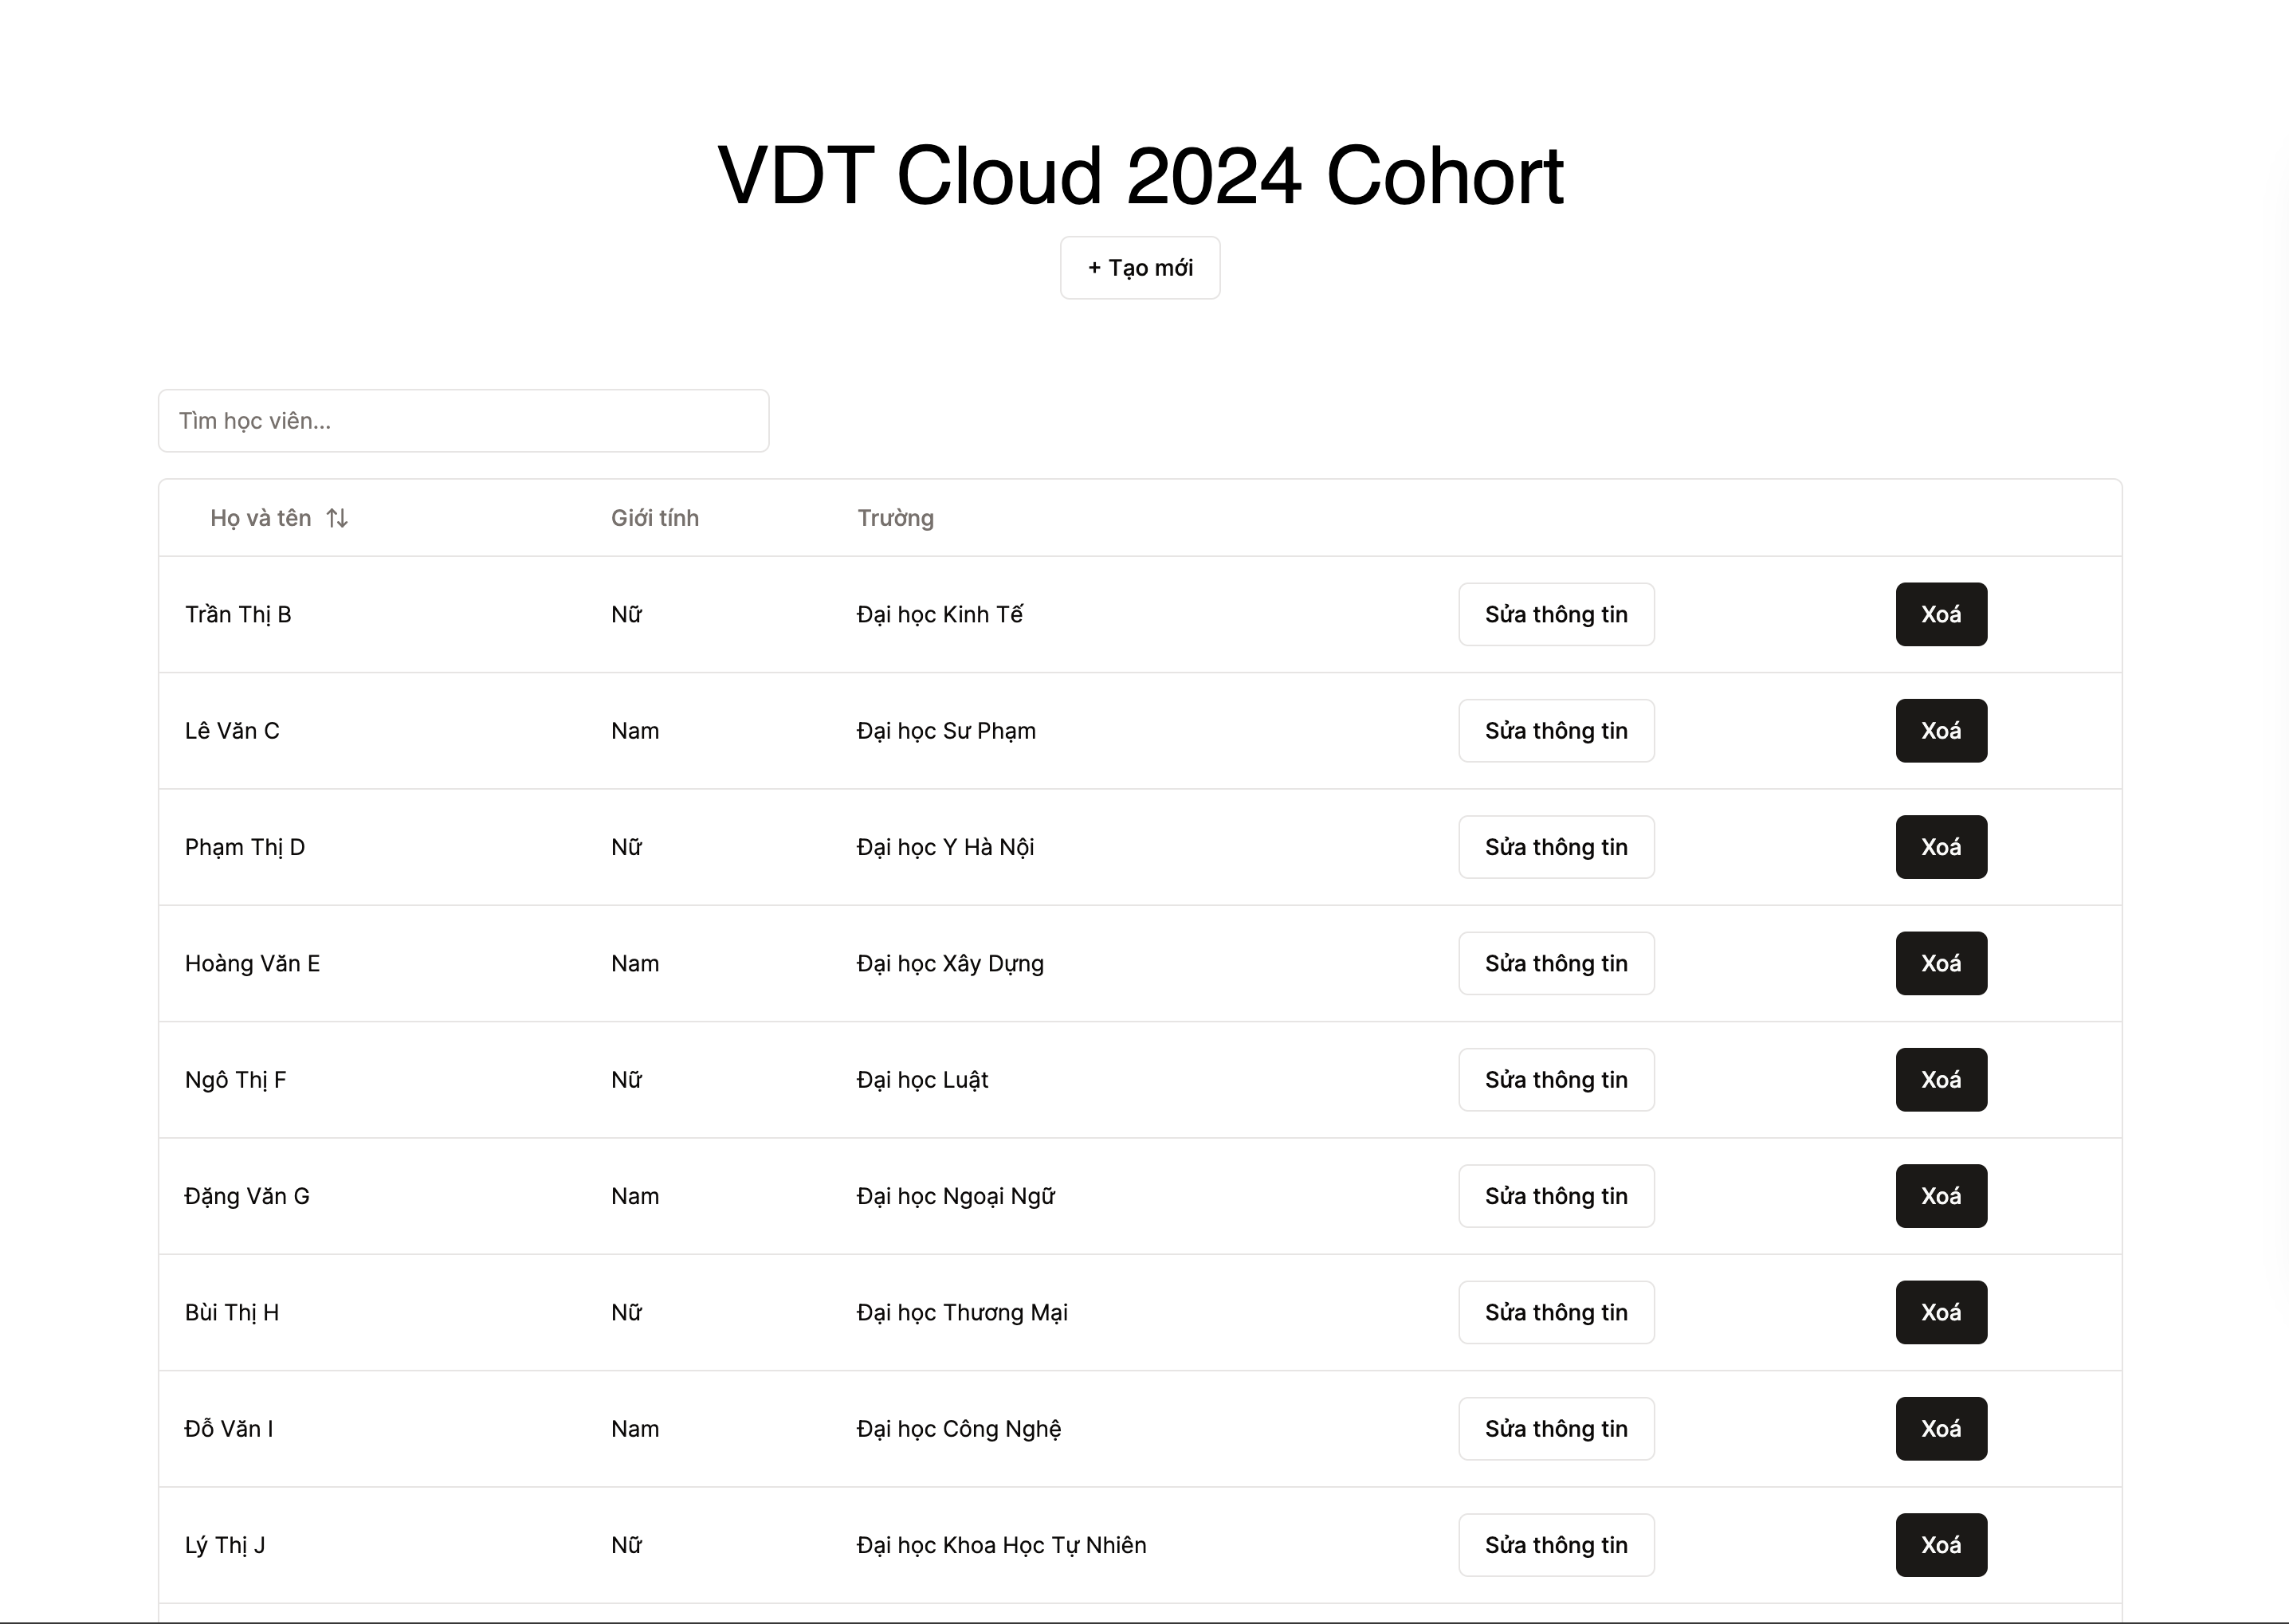 VDT Cloud 2024 Cohort
+ Tạo mới
Tìm học viên...
Họ và tên Giới tính Trường
Trần Thị B Nữ Đại học Kinh Tế Sửa thông tin Xoá
Lê Văn C Nam Đại học Sư Phạm Sửa thông tin Xoá
Phạm Thị D Nữ Đại học Y Hà Nội Sửa thông tin Xoá
Hoàng Văn E Nam Đại học Xây Dựng Sửa thông tin Xoá
Ngô Thị F Nữ Đại học Luật Sửa thông tin Xoá
Đặng Văn G Nam Đại học Ngoại Ngữ Sửa thông tin Xoá
Bùi Thị H Nữ Đại học Thương Mại Sửa thông tin Xoá
Đỗ Văn I Nam Đại học Công Nghệ Sửa thông tin Xoá
Lý Thị J Nữ Đại học Khoa Học Tự Nhiên Sửa thông tin Xoá